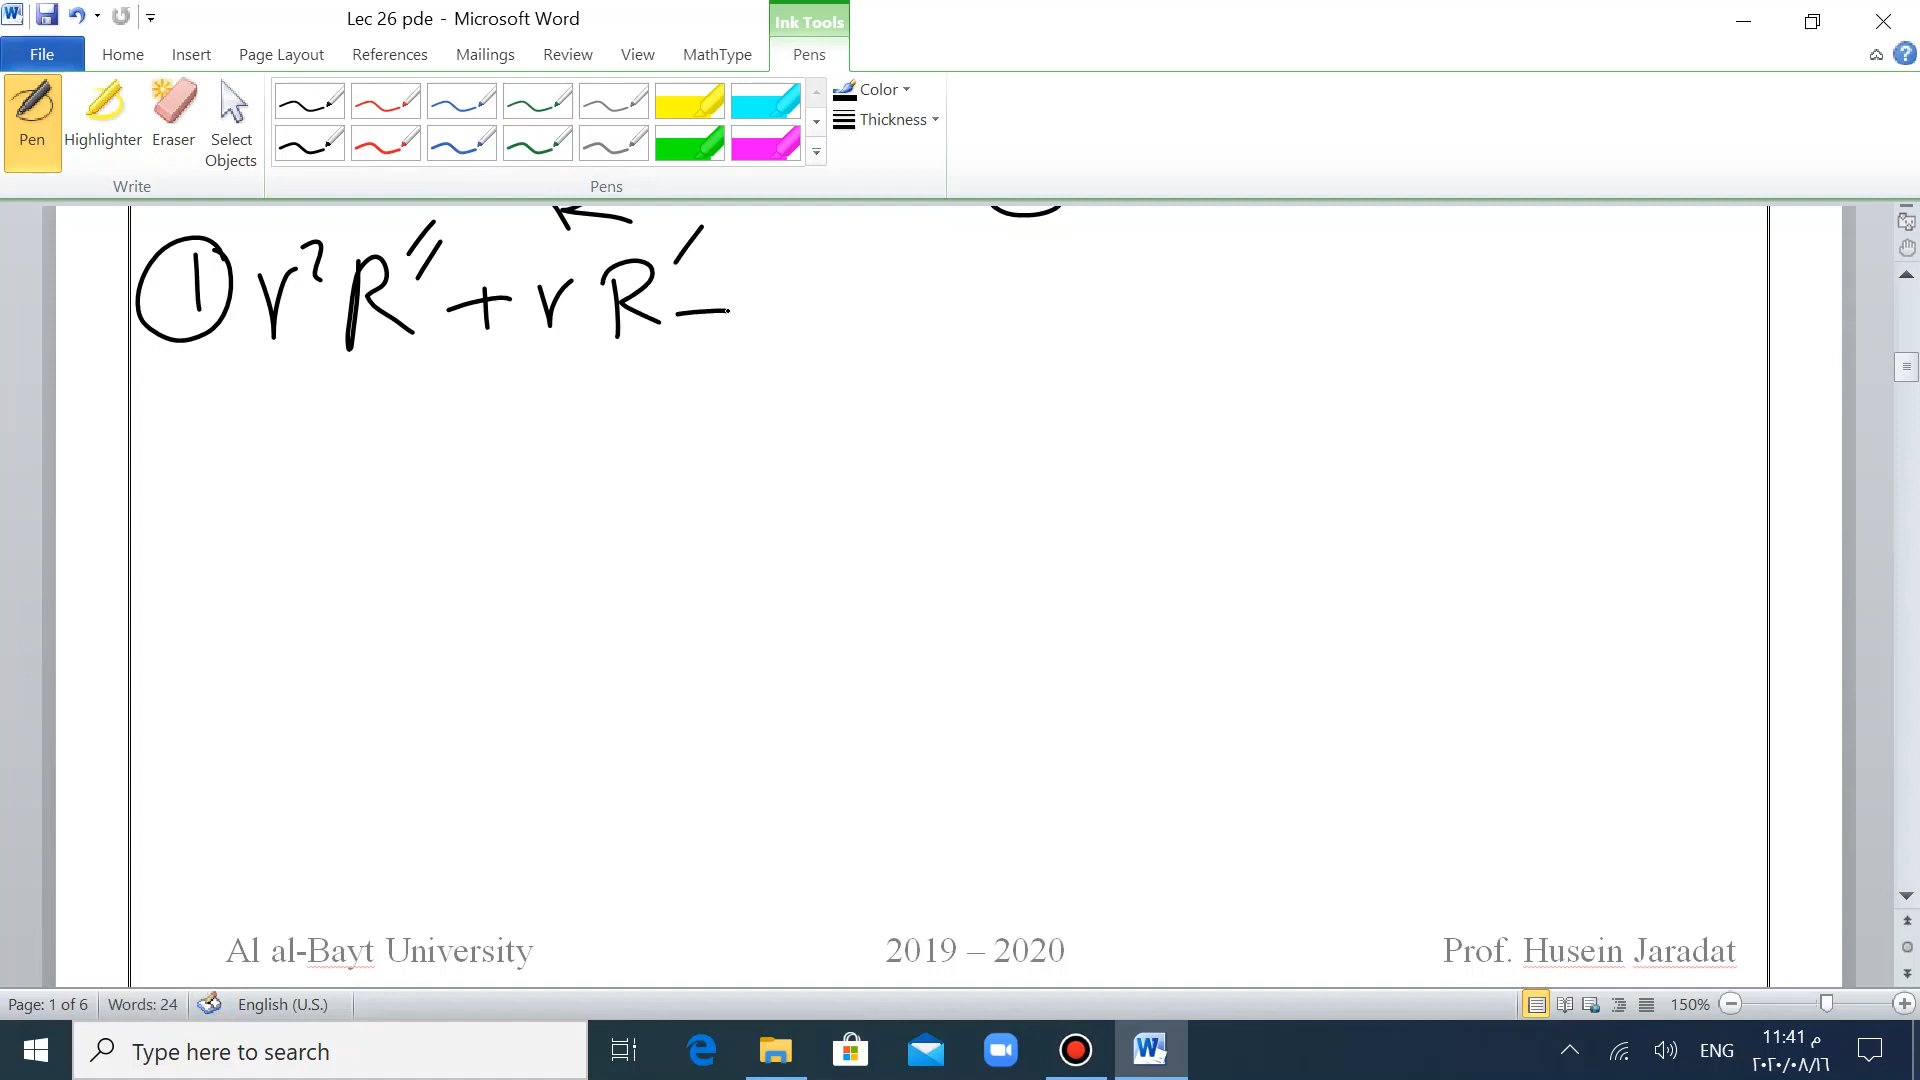 Lec 26 pde - Microsoft Word
Ink Tools
File Home Insert Page Layout References Mailings Review View MathType Pens
Pen Highlighter Eraser Select Objects
Color
Thickness
Write Pens
① r² R'' + r R' −
Al al-Bayt University 2019 – 2020 Prof. Husein Jaradat
Page: 1 of 6 Words: 24 English (U.S.) 150%
Type here to search
ENG
11:41 م
٢٠٢٠/٠٨/١٦